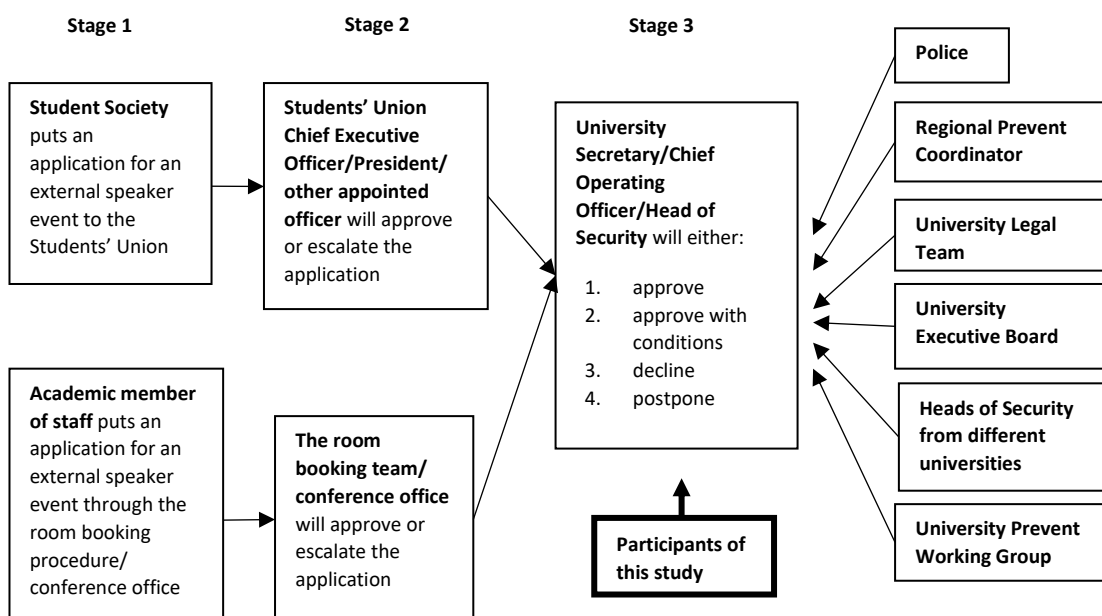 Stage 1
Stage 2
Stage 3
Student Society
puts an
application for an
external speaker
event to the
Students’ Union
Academic member
of staff puts an
application for an
external speaker
event through the
room booking
procedure/
conference office
Students’ Union
Chief Executive
Officer/President/
other appointed
officer will approve
or escalate the
application
The room
booking team/
conference office
will approve or
escalate the
application
University
Secretary/Chief
Operating
Officer/Head of
Security will either:
1. approve
2. approve with
conditions
3. decline
4. postpone
Participants of
this study
Police
Regional Prevent
Coordinator
University Legal
Team
University
Executive Board
Heads of Security
from different
universities
University Prevent
Working Group